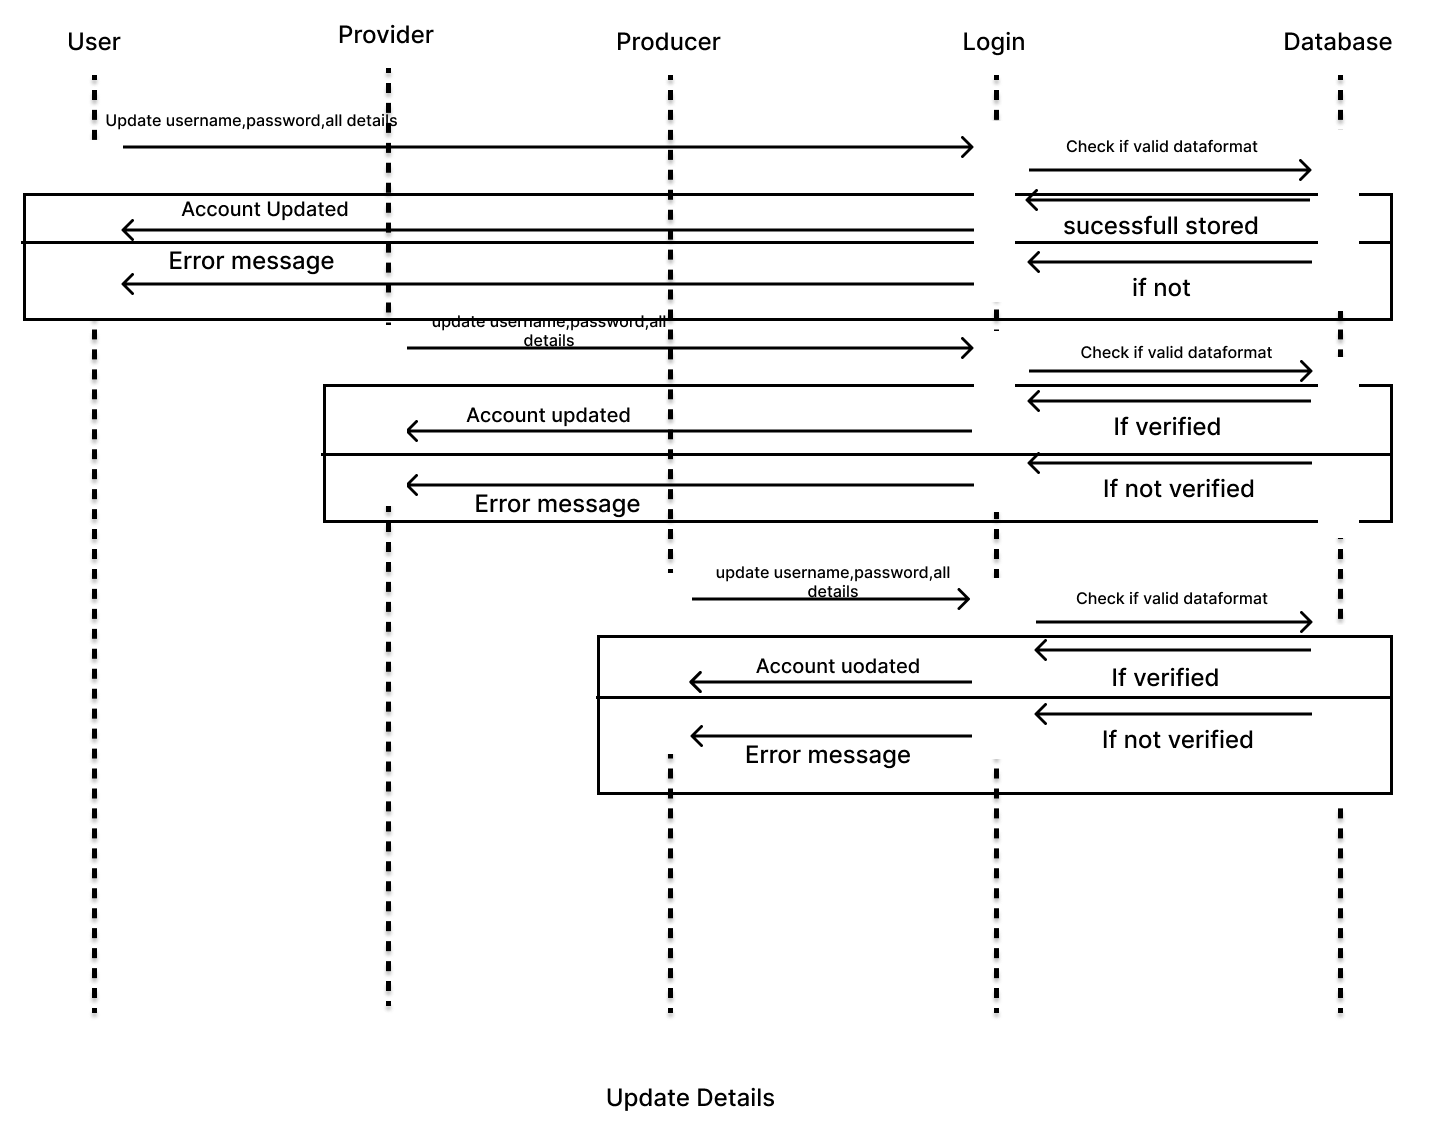 User
Provider
Producer
Login
Database
Update username,password,all details
Check if valid dataformat
Account Updated
sucessfull stored
Error message
if not
update username,password,all
details
Check if valid dataformat
Account updated
If verified
If not verified
Error message
update username,password,all
details
Check if valid dataformat
Account uodated
If verified
If not verified
Error message
Update Details